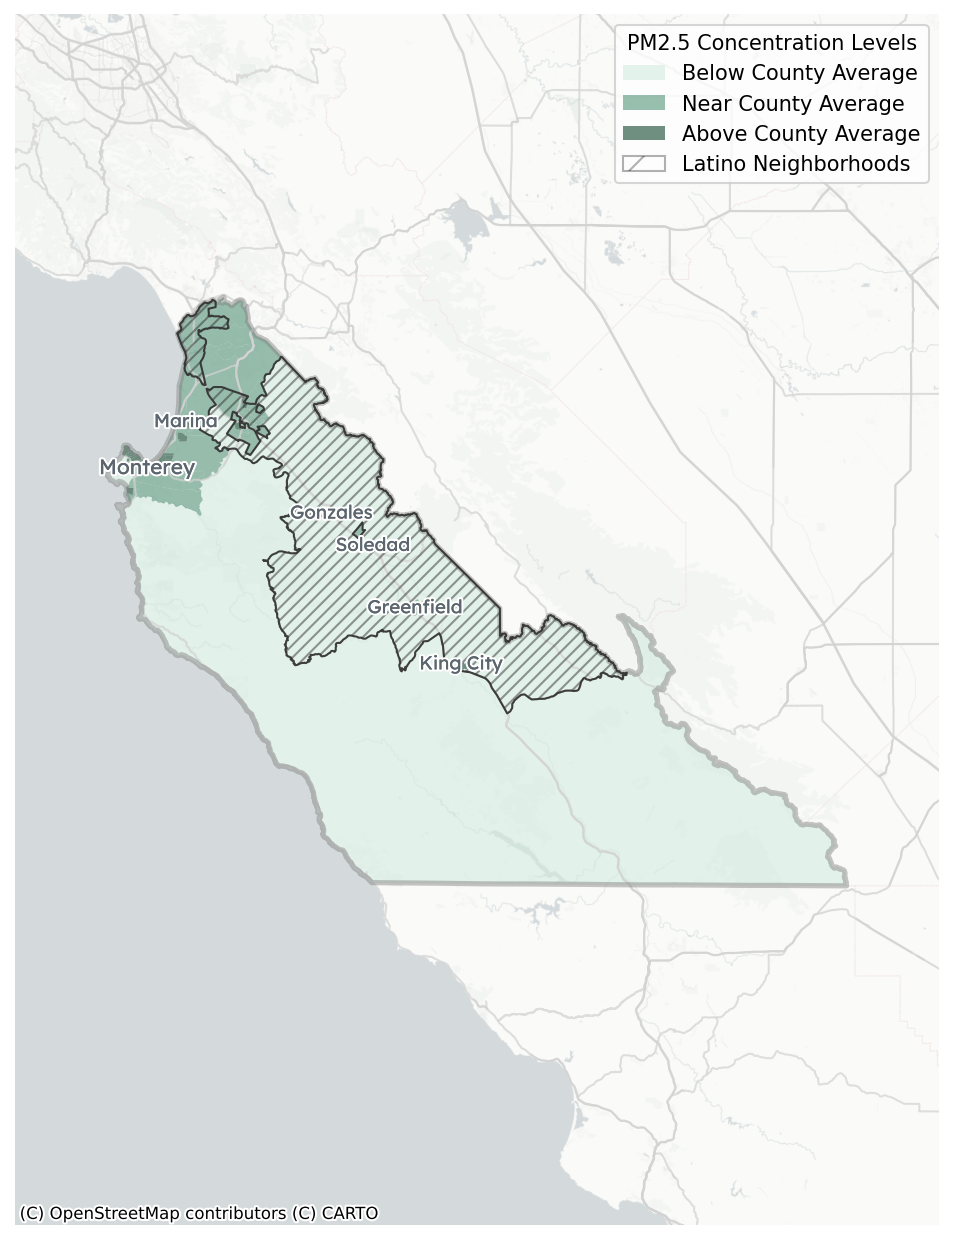 PM2.5 Concentration Levels
Below County Average
Near County Average
Above County Average
Latino Neighborhoods
Marina
Monterey
Gonzales
Soledad
Greenfield
King City
(C) OpenStreetMap contributors (C) CARTO